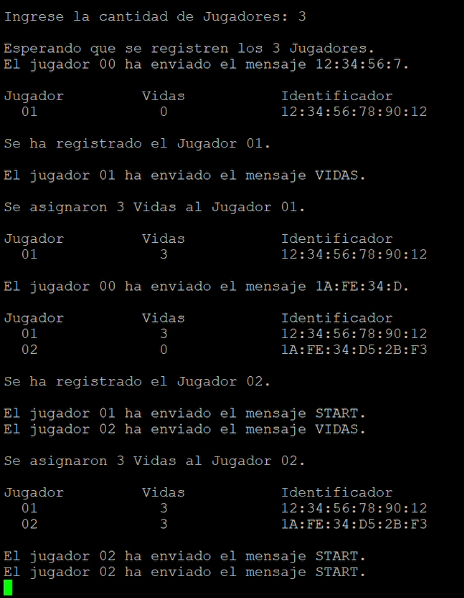 Ingrese la cantidad de Jugadores: 3
Esperando que se registren los 3 Jugadores.
El jugador 00 ha enviado el mensaje 12:34:56:7.
Jugador Vidas Identificador
01 0 12:34:56:78:90:12
Se ha registrado el Jugador 01.
El jugador 01 ha enviado el mensaje VIDAS.
Se asignaron 3 Vidas al Jugador 01.
Jugador Vidas Identificador
01 3 12:34:56:78:90:12
El jugador 00 ha enviado el mensaje 1A:FE:34:D.
Jugador Vidas Identificador
01 3 12:34:56:78:90:12
02 0 1A:FE:34:D5:2B:F3
Se ha registrado el Jugador 02.
El jugador 01 ha enviado el mensaje START.
El jugador 02 ha enviado el mensaje VIDAS.
Se asignaron 3 Vidas al Jugador 02.
Jugador Vidas Identificador
01 3 12:34:56:78:90:12
02 3 1A:FE:34:D5:2B:F3
El jugador 02 ha enviado el mensaje START.
El jugador 02 ha enviado el mensaje START.